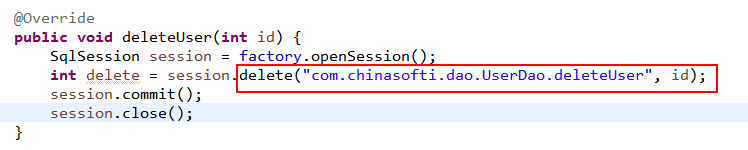 @Override
public void deleteUser(int id) {
    SqlSession session = factory.openSession();
    int delete = session.delete("com.chinasofti.dao.UserDao.deleteUser", id);
    session.commit();
    session.close();
}